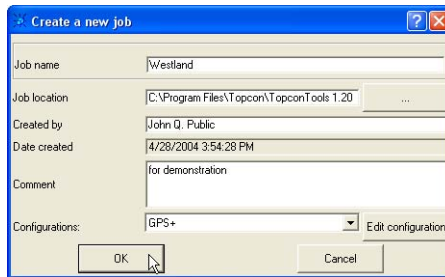 Create a new job
Job name Westland
Job location C:\Program Files\Topcon\TopconTools 1.20 ...
Created by John Q. Public
Date created 4/28/2004 3:54:28 PM
Comment for demonstration
Configurations: GPS+ Edit configuration
OK Cancel